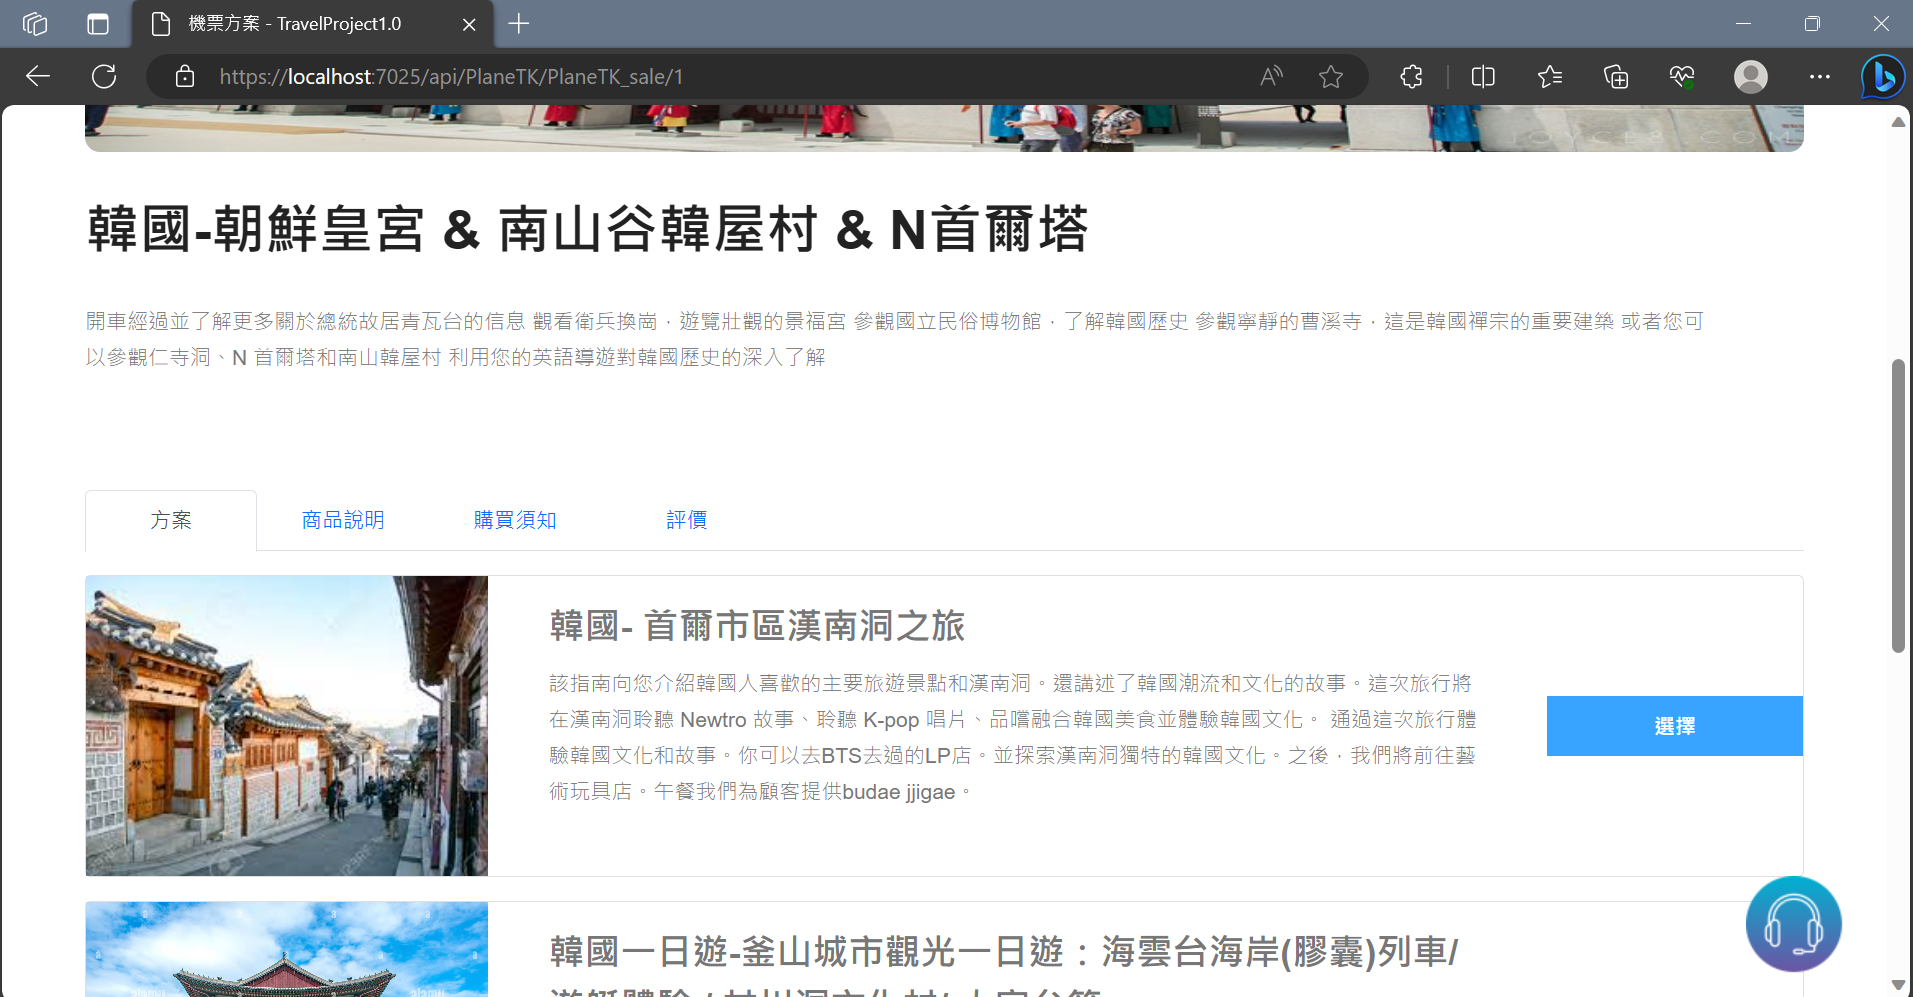 機票方案 - TravelProject1.0
https://localhost:7025/api/PlaneTK/PlaneTK_sale/1
JOYCEB.COM
韓國-朝鮮皇宮 & 南山谷韓屋村 & N首爾塔
開車經過並了解更多關於總統故居青瓦台的信息 觀看衛兵換崗，遊覽壯觀的景福宮 參觀國立民俗博物館，了解韓國歷史 參觀寧靜的曹溪寺，這是韓國禪宗的重要建築 或者您可
以參觀仁寺洞、N 首爾塔和南山韓屋村 利用您的英語導遊對韓國歷史的深入了解
方案
商品說明
購買須知
評價
韓國- 首爾市區漢南洞之旅
該指南向您介紹韓國人喜歡的主要旅遊景點和漢南洞。還講述了韓國潮流和文化的故事。這次旅行將
在漢南洞聆聽 Newtro 故事、聆聽 K-pop 唱片、品嚐融合韓國美食並體驗韓國文化。 通過這次旅行體
驗韓國文化和故事。你可以去BTS去過的LP店。並探索漢南洞獨特的韓國文化。之後，我們將前往藝
術玩具店。午餐我們為顧客提供budae jjigae。
選擇
韓國一日遊-釜山城市觀光一日遊：海雲台海岸(膠囊)列車/